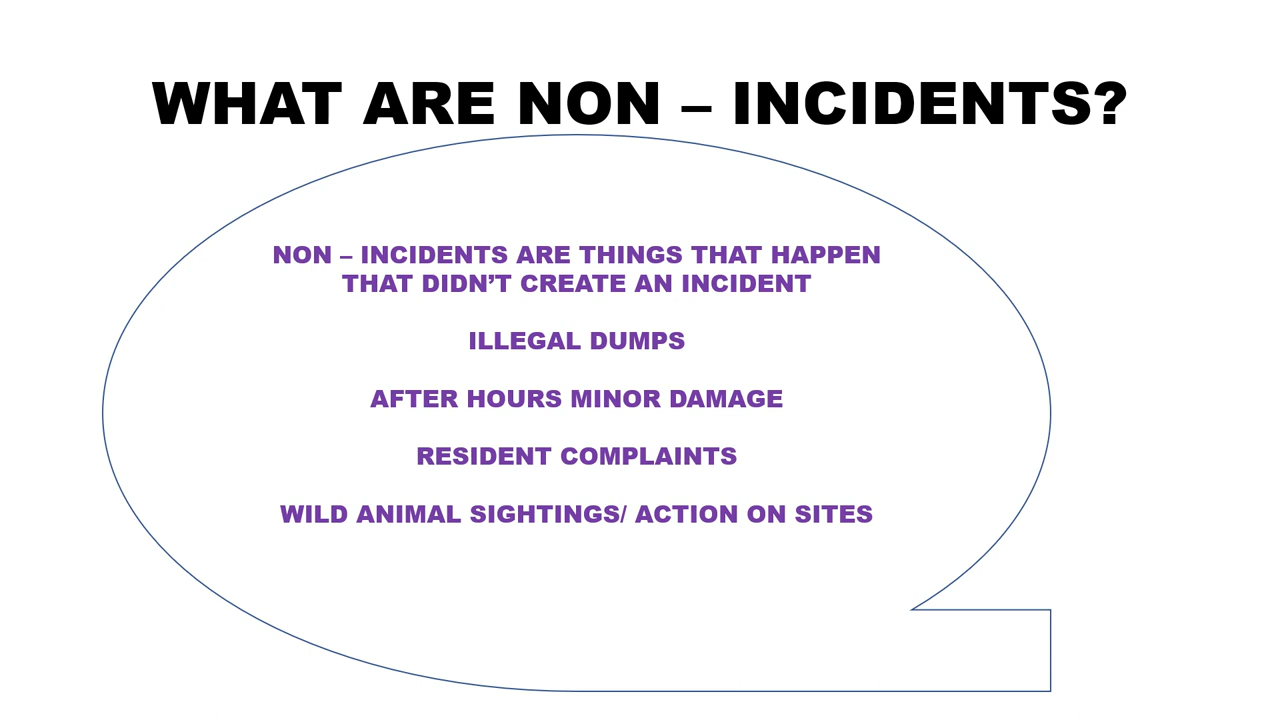 WHAT ARE NON – INCIDENTS?
NON – INCIDENTS ARE THINGS THAT HAPPEN
THAT DIDN’T CREATE AN INCIDENT
ILLEGAL DUMPS
AFTER HOURS MINOR DAMAGE
RESIDENT COMPLAINTS
WILD ANIMAL SIGHTINGS/ ACTION ON SITES